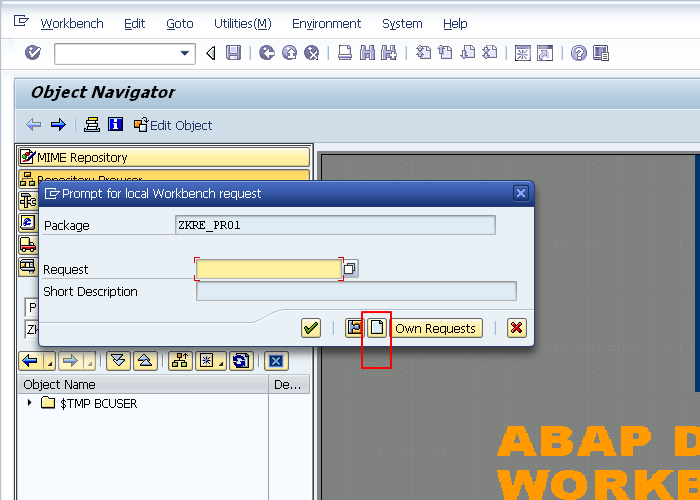 Workbench Edit Goto Utilities(M) Environment System Help
Object Navigator
Edit Object
MIME Repository
Repository Browser
Prompt for local Workbench request
Package ZKRE_PR01
Request
Short Description
Own Requests
P
ZK
Object Name De...
$TMP BCUSER
ABAP D
WORKB